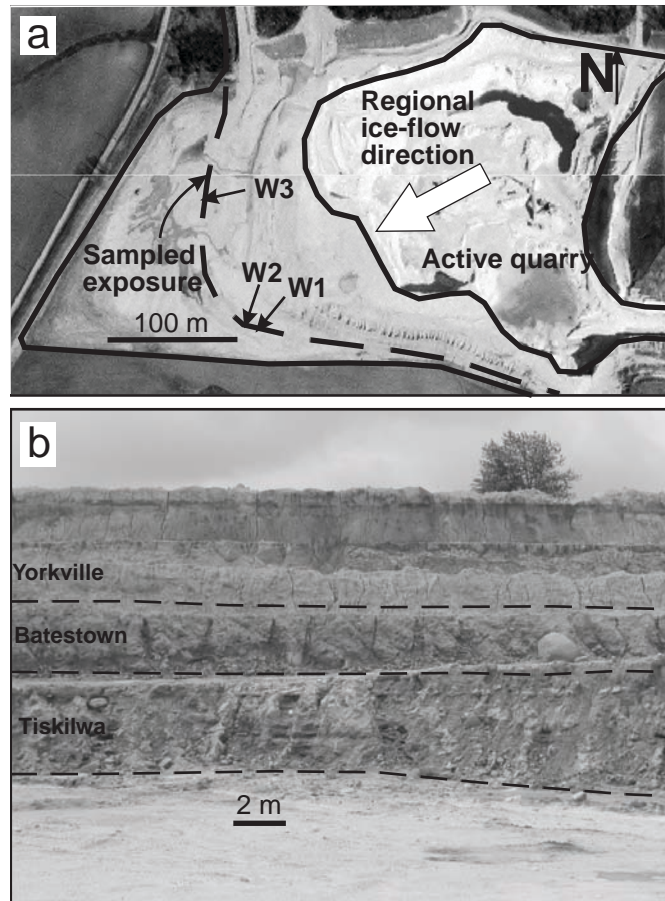 a
N
Regional
ice-flow
direction
W3
Sampled
exposure
Active quarry
W2
W1
100 m
b
Yorkville
Batestown
Tiskilwa
2 m